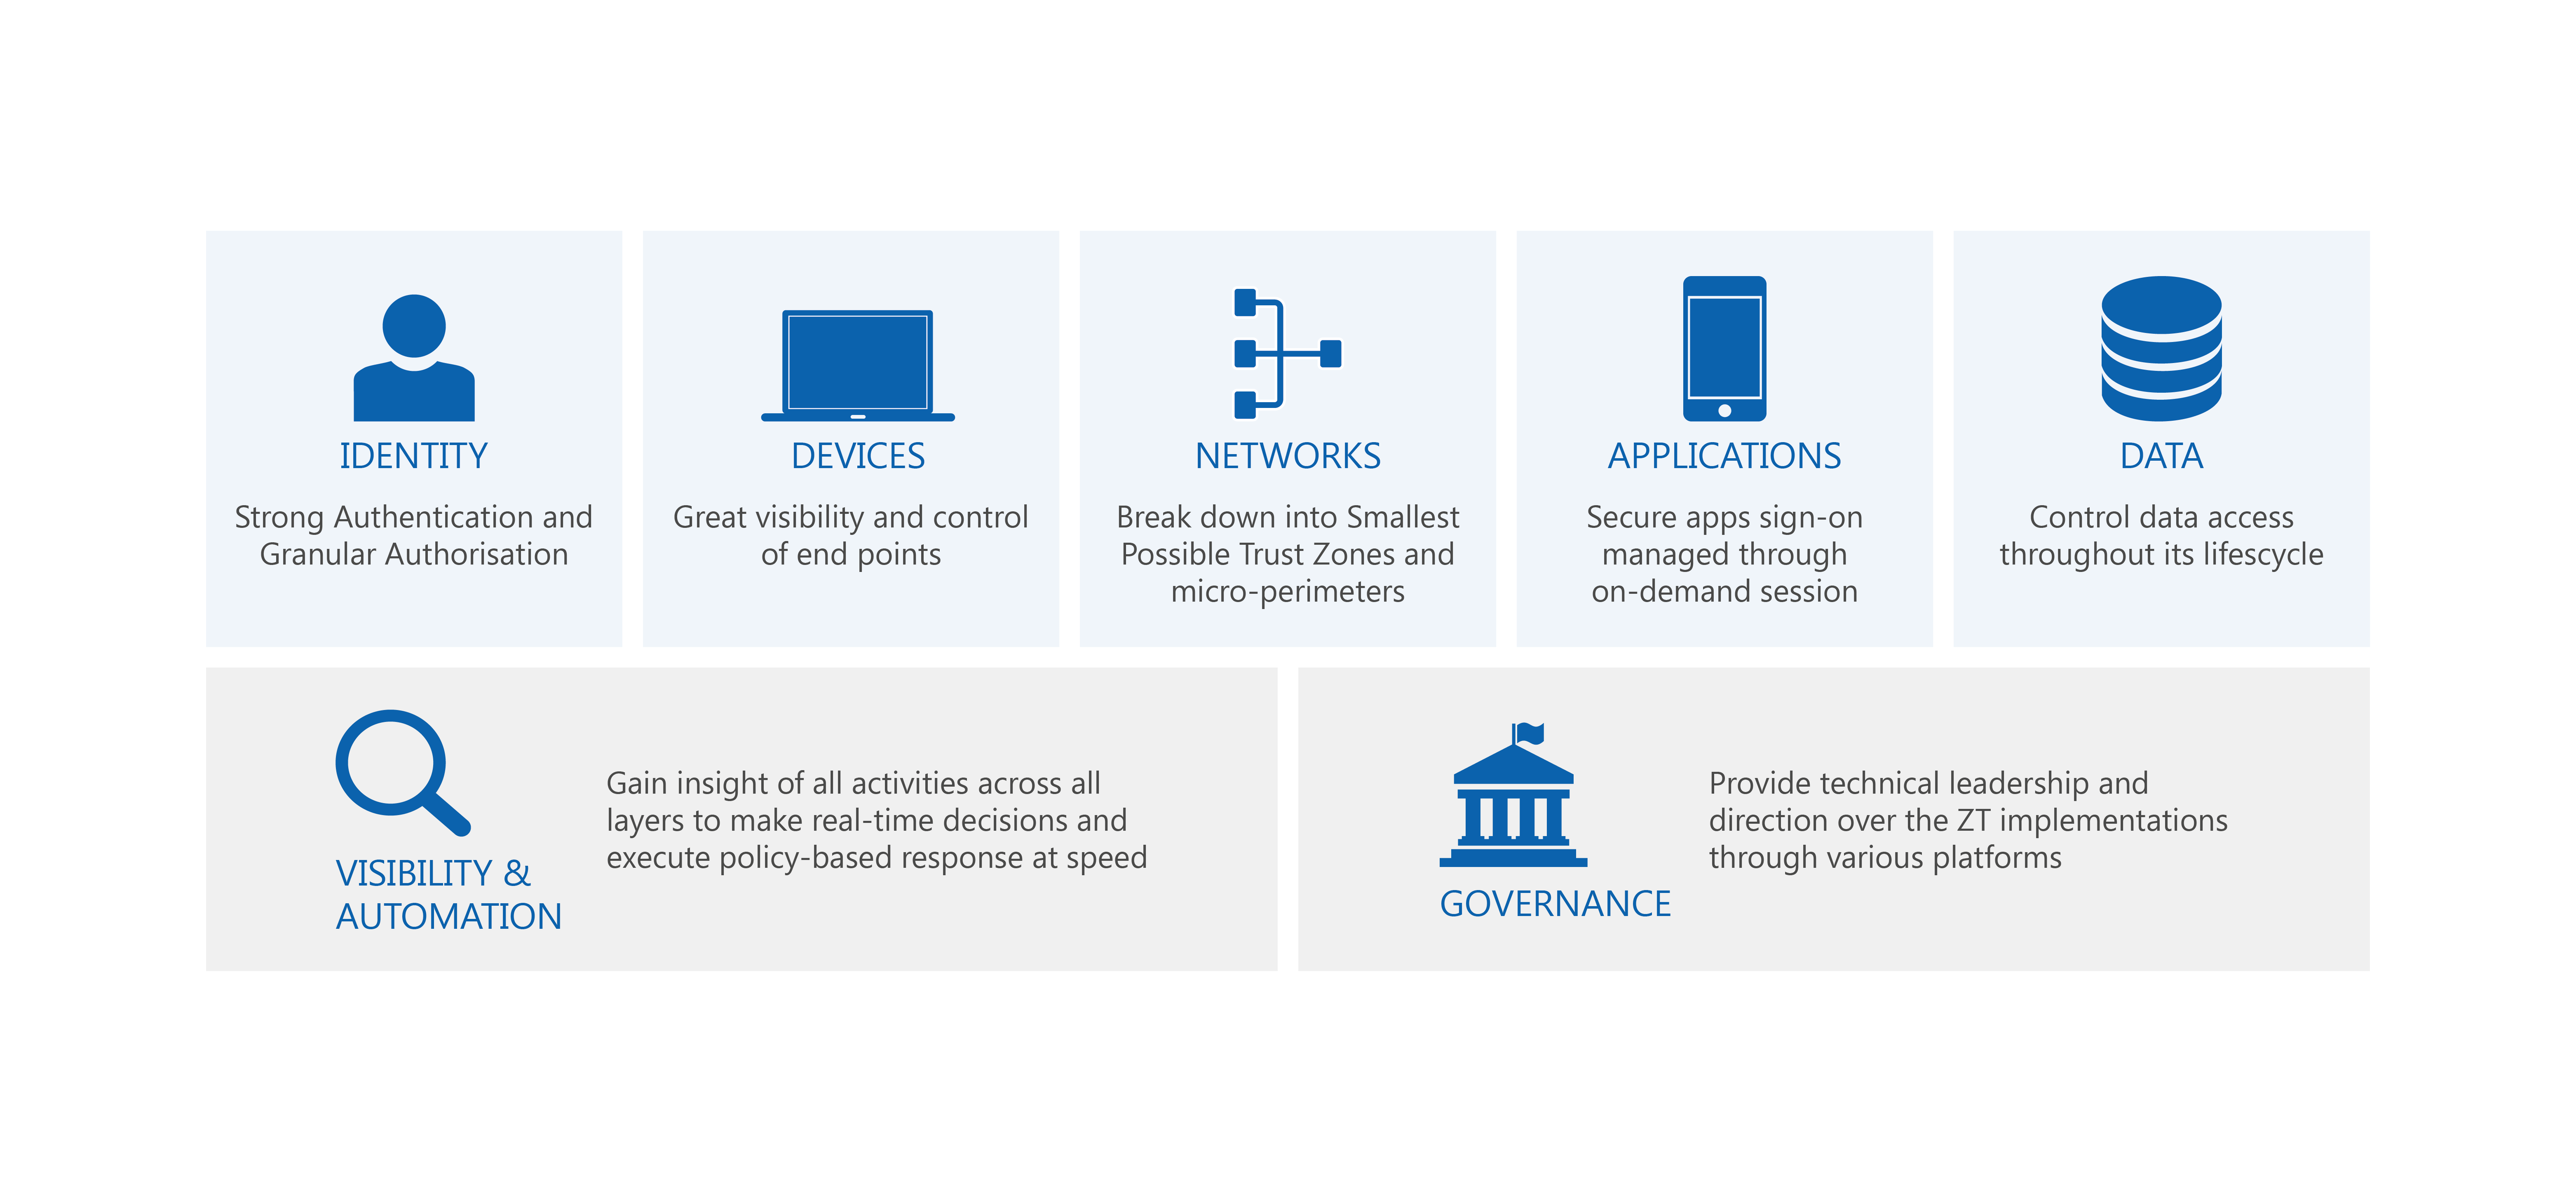 IDENTITY
Strong Authentication and
Granular Authorisation
DEVICES
Great visibility and control
of end points
NETWORKS
Break down into Smallest
Possible Trust Zones and
micro-perimeters
APPLICATIONS
Secure apps sign-on
managed through
on-demand session
DATA
Control data access
throughout its lifescycle
VISIBILITY &
AUTOMATION
Gain insight of all activities across all
layers to make real-time decisions and
execute policy-based response at speed
GOVERNANCE
Provide technical leadership and
direction over the ZT implementations
through various platforms